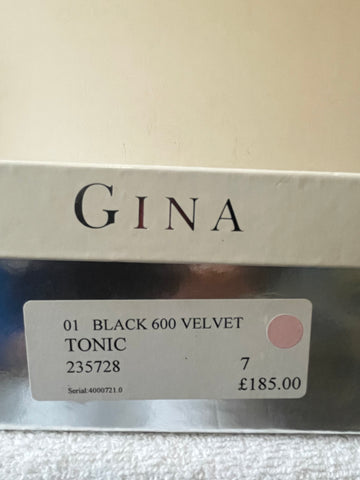 GINA
01 BLACK 600 VELVET
TONIC
235728 7
Serial:4000721.0 £185.00